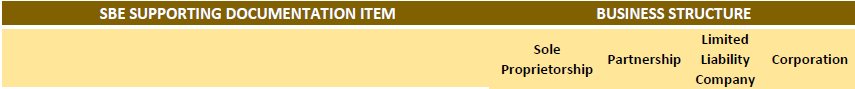 SBE SUPPORTING DOCUMENTATION ITEM BUSINESS STRUCTURE
Sole Proprietorship
Partnership
Limited Liability Company
Corporation